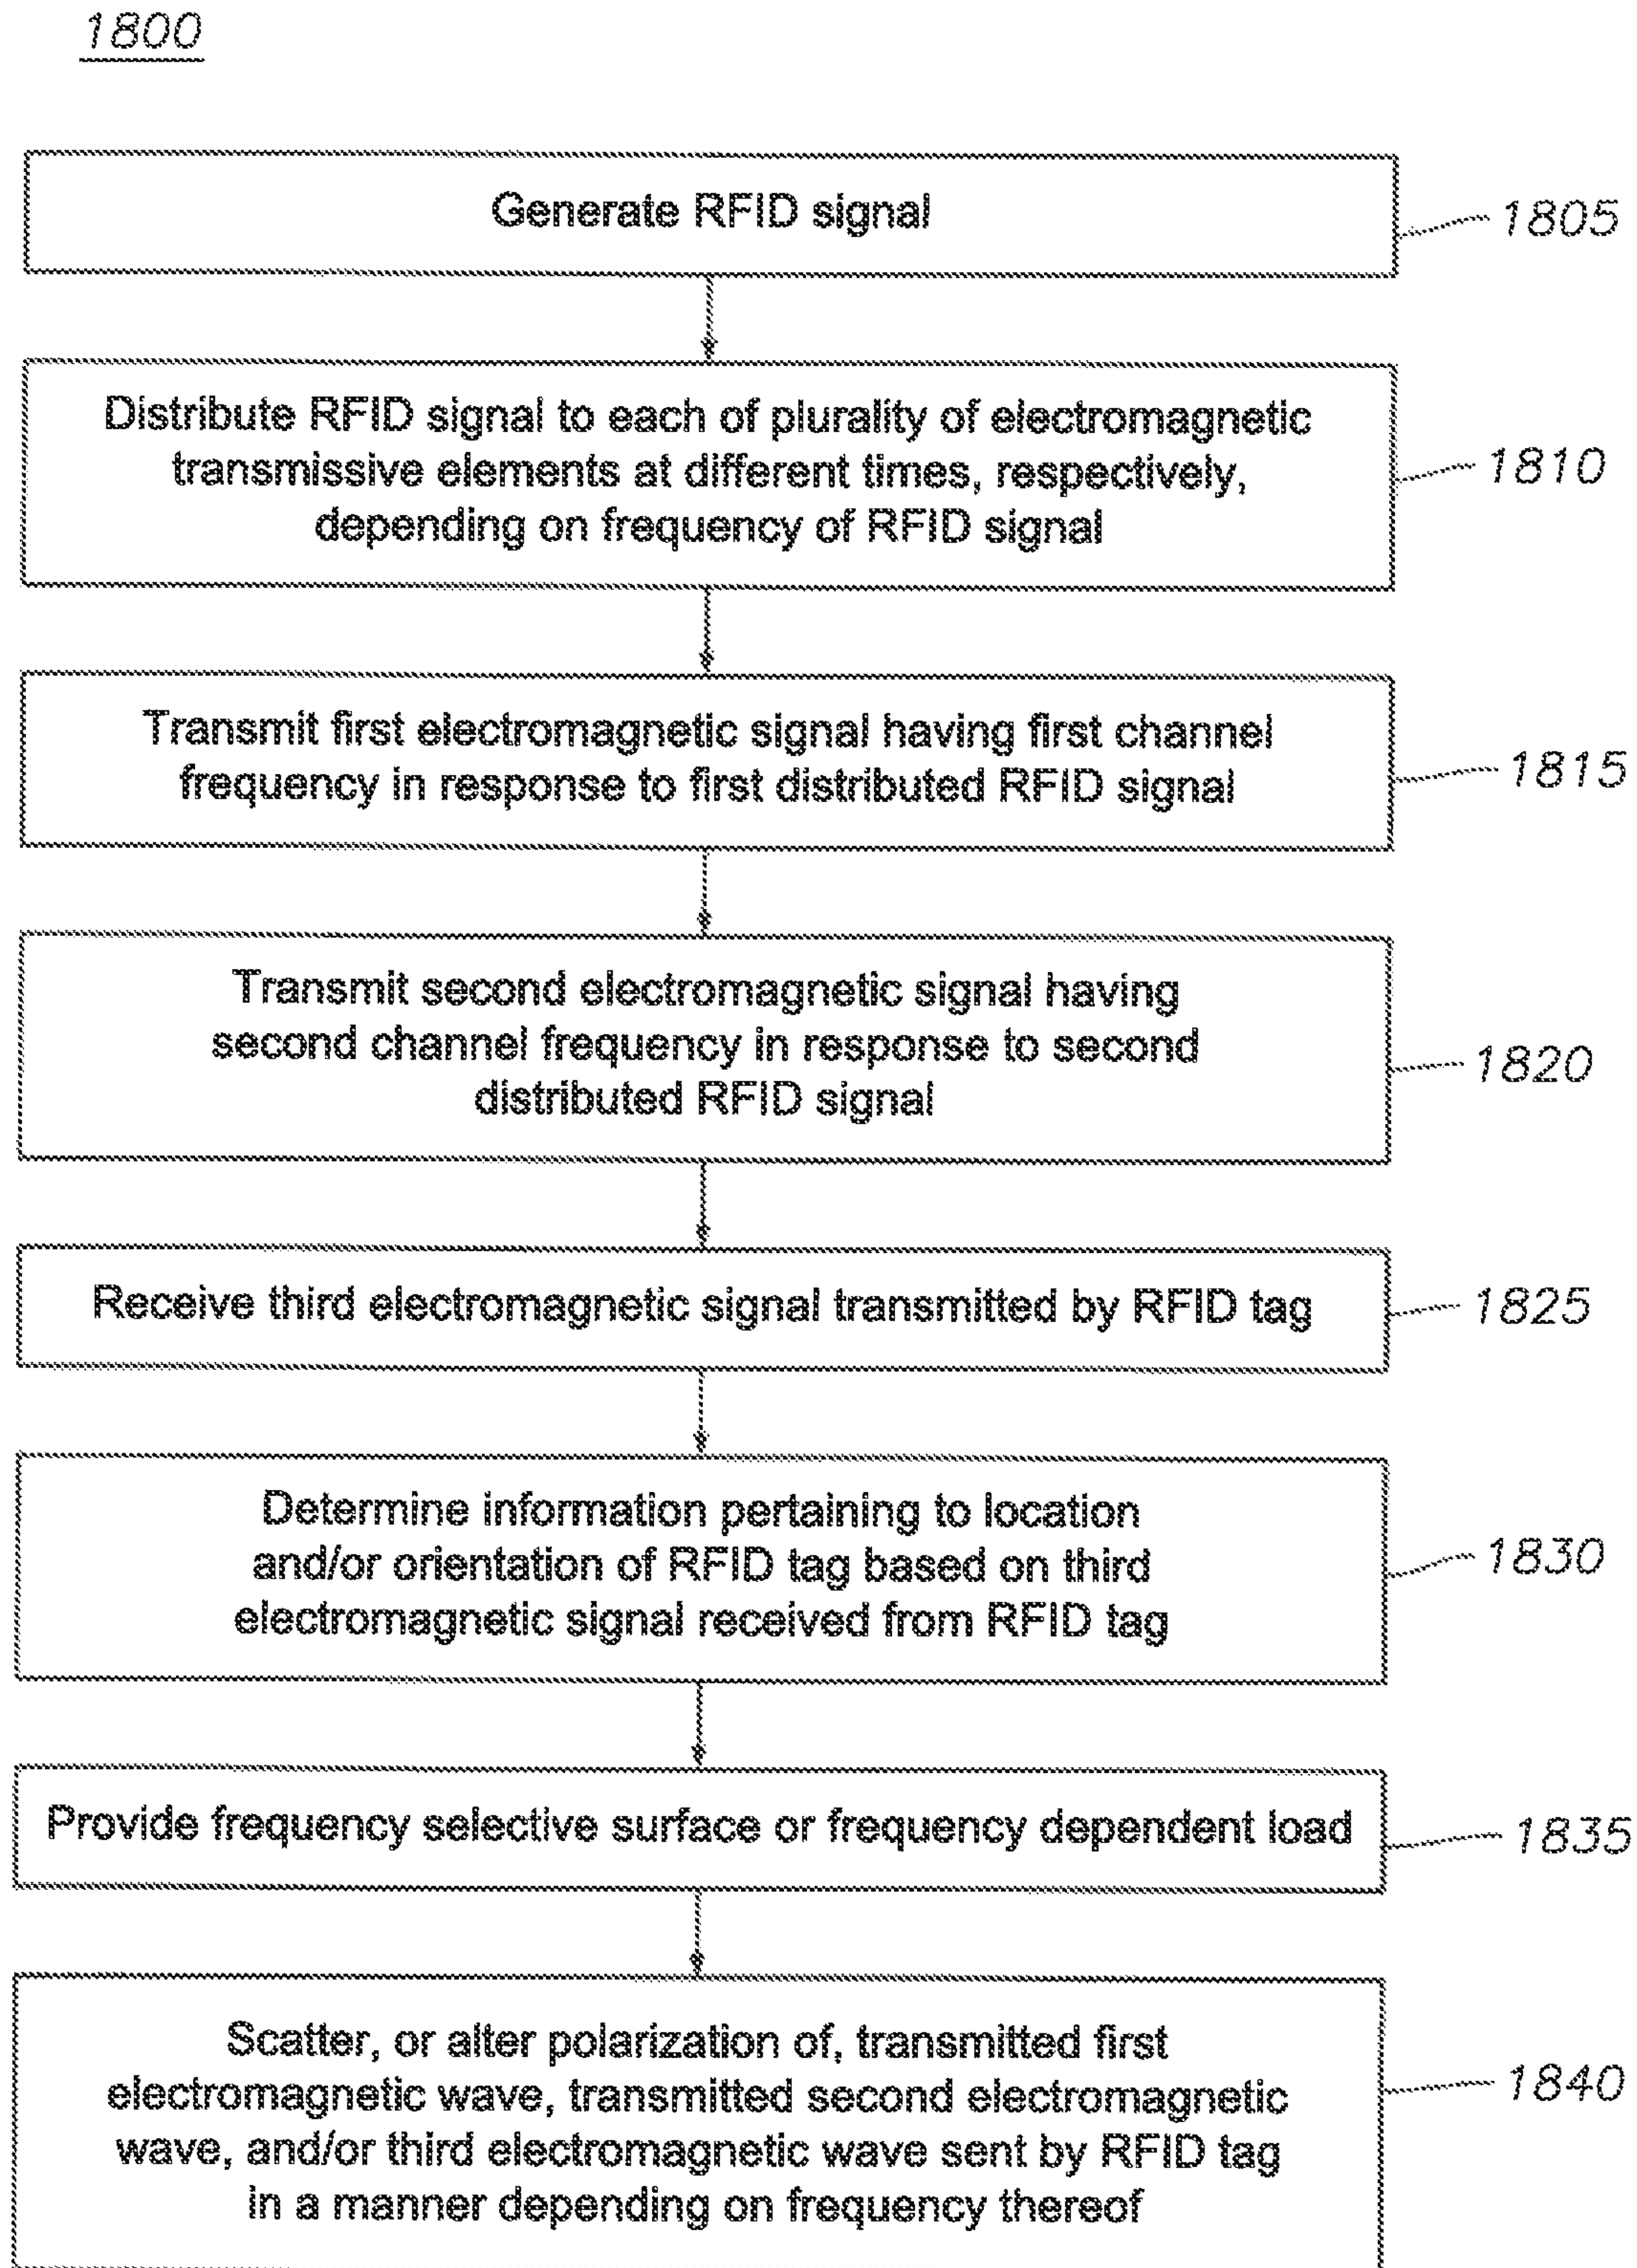 1800
Generate RFID signal
1805
Distribute RFID signal to each of plurality of electromagnetic
transmissive elements at different times, respectively,
depending on frequency of RFID signal
1810
Transmit first electromagnetic signal having first channel
frequency in response to first distributed RFID signal
1815
Transmit second electromagnetic signal having
second channel frequency in response to second
distributed RFID signal
1820
Receive third electromagnetic signal transmitted by RFID tag
1825
Determine information pertaining to location
and/or orientation of RFID tag based on third
electromagnetic signal received from RFID tag
1830
Provide frequency selective surface or frequency dependent load
1835
Scatter, or alter polarization of, transmitted first
electromagnetic wave, transmitted second electromagnetic
wave, and/or third electromagnetic wave sent by RFID tag
in a manner depending on frequency thereof
1840